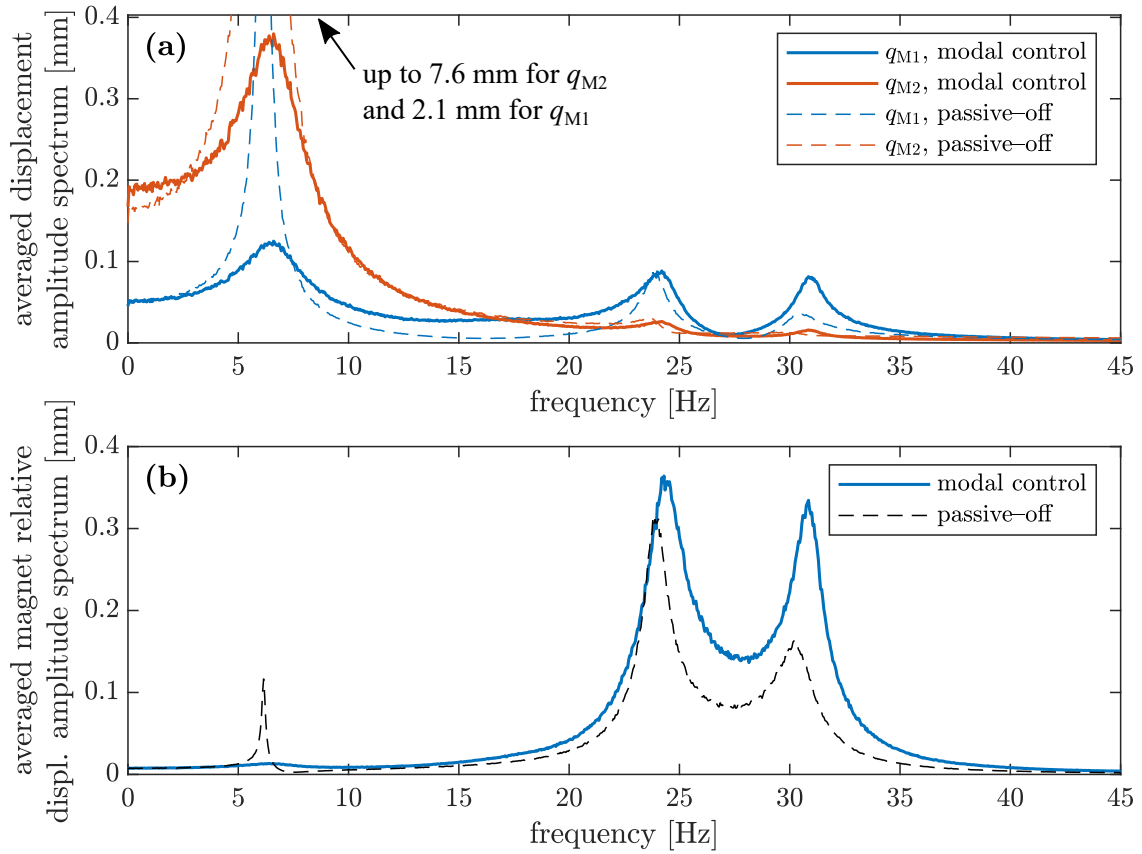 (a)
averaged displacement
amplitude spectrum [mm]
0.4
0.3
0.2
0.1
0
up to 7.6 mm for qM2
and 2.1 mm for qM1
qM1, modal control
qM2, modal control
qM1, passive–off
qM2, passive–off
0 5 10 15 20 25 30 35 40 45
frequency [Hz]
(b)
averaged magnet relative
displ. amplitude spectrum [mm]
0.4
0.3
0.2
0.1
0
modal control
passive–off
0 5 10 15 20 25 30 35 40 45
frequency [Hz]